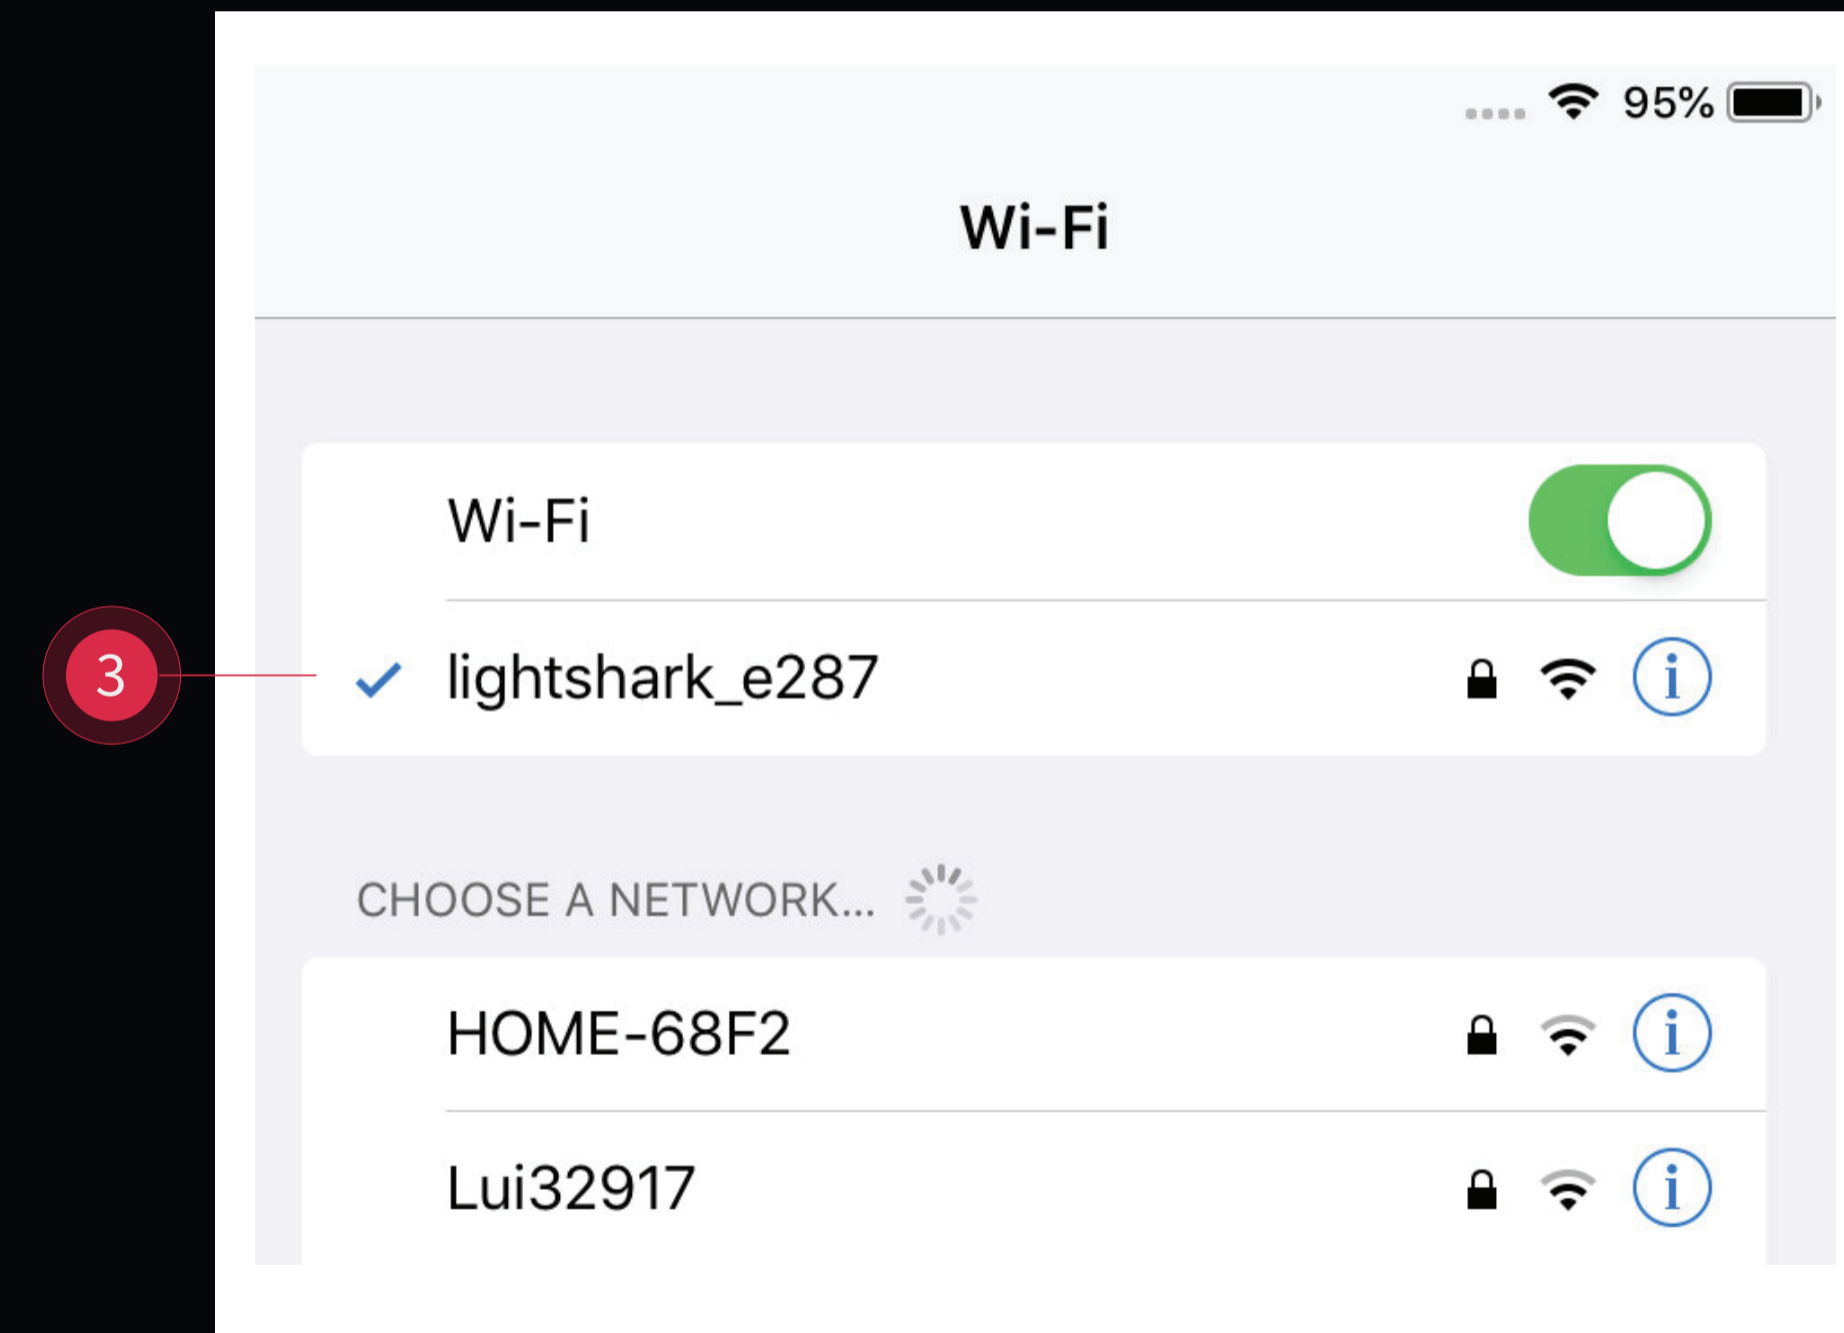 95%
Wi-Fi
Wi-Fi
3
lightshark_e287
CHOOSE A NETWORK...
HOME-68F2
Lui32917